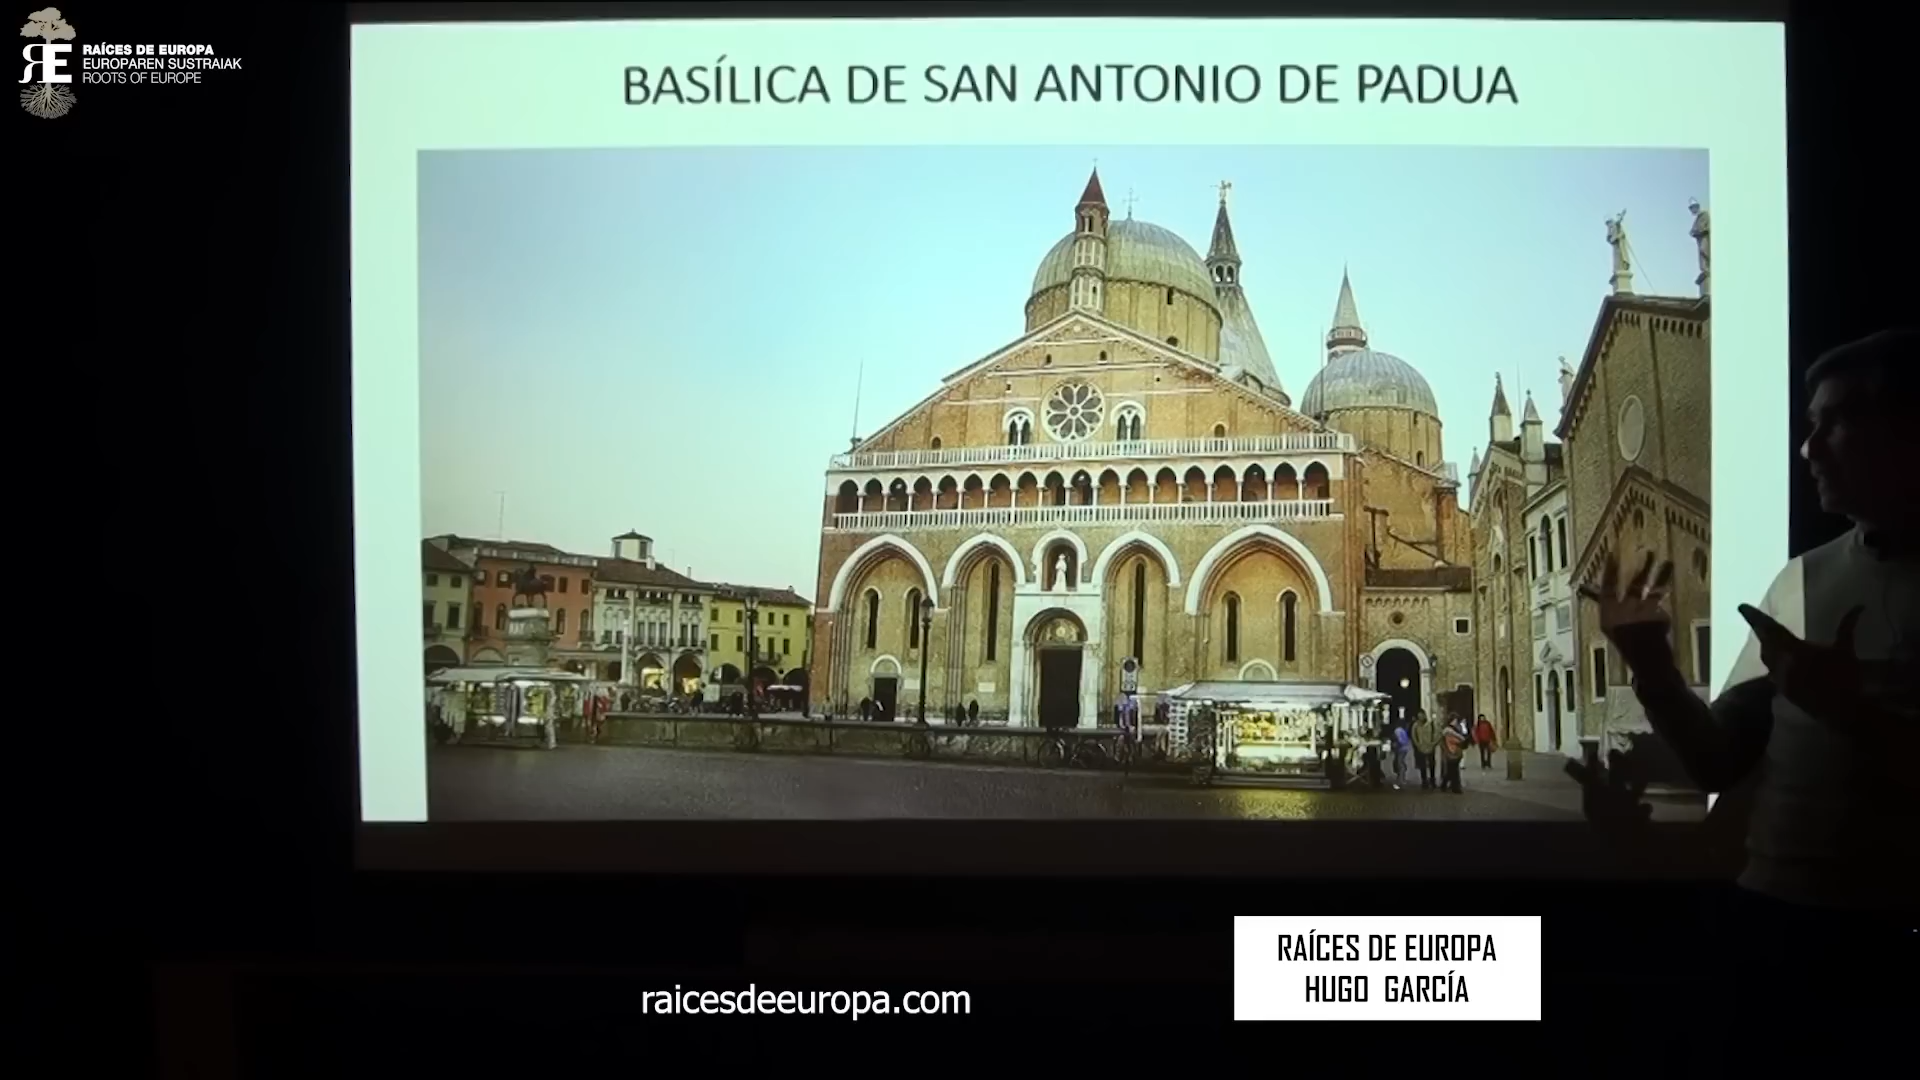 RAÍCES DE EUROPA
EUROPAREN SUSTRAIAK
ROOTS OF EUROPE
BASÍLICA DE SAN ANTONIO DE PADUA
RAÍCES DE EUROPA
HUGO GARCÍA
raicesdeeuropa.com